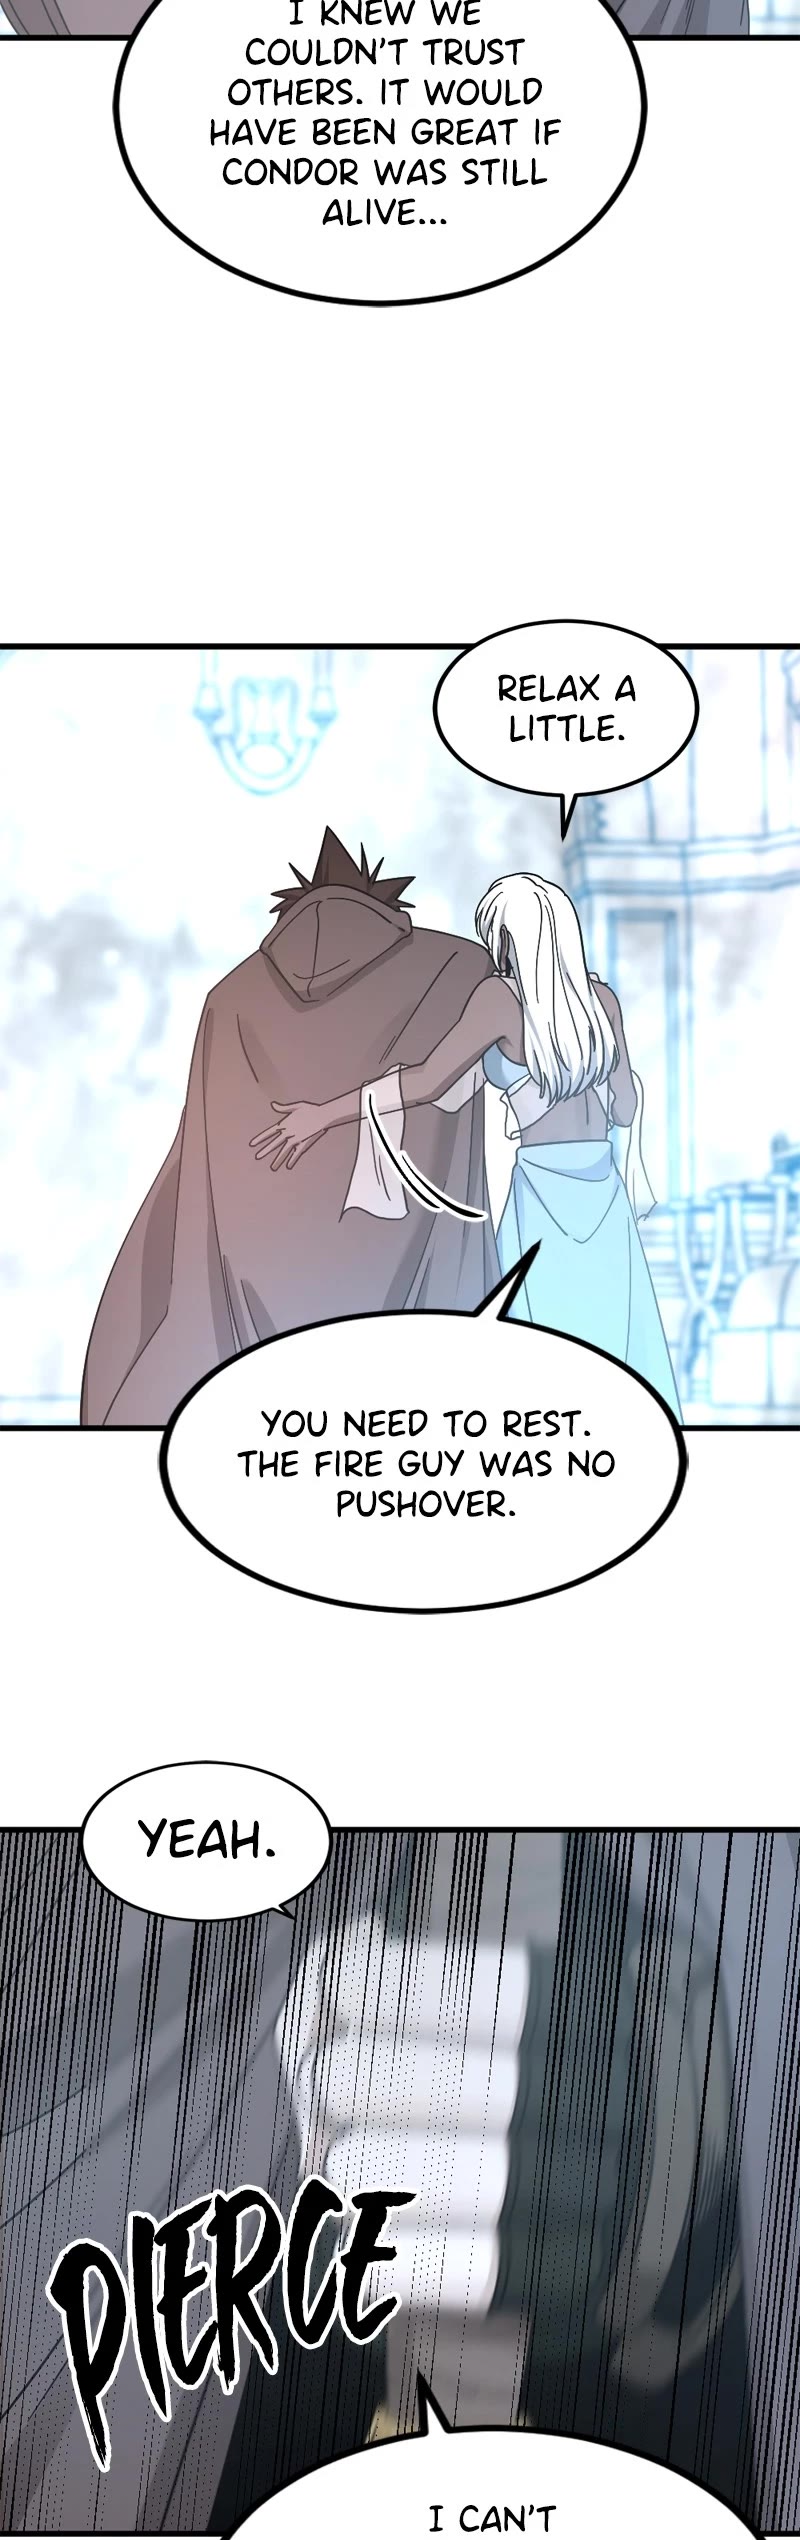 I KNEW WE
COULDN'T TRUST
OTHERS. IT WOULD
HAVE BEEN GREAT IF
CONDOR WAS STILL
ALIVE...
RELAX A
LITTLE.
YOU NEED TO REST.
THE FIRE GUY WAS NO
PUSHOVER.
YEAH.
PIERCE
I CAN'T